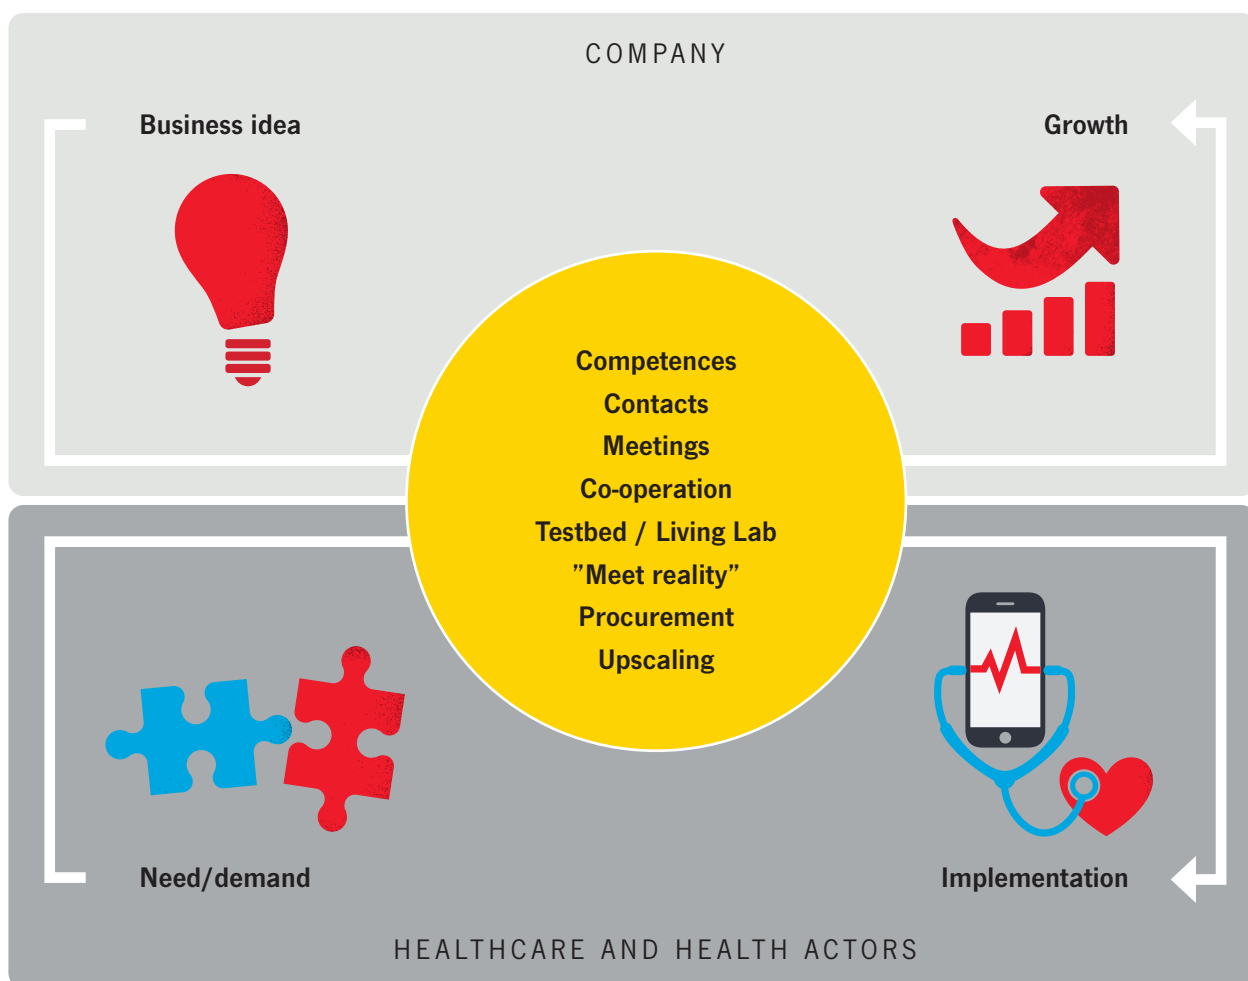 COMPANY
Business idea
Growth
Competences
Contacts
Meetings
Co-operation
Testbed / Living Lab
”Meet reality”
Procurement
Upscaling
Need/demand
Implementation
HEALTHCARE AND HEALTH ACTORS